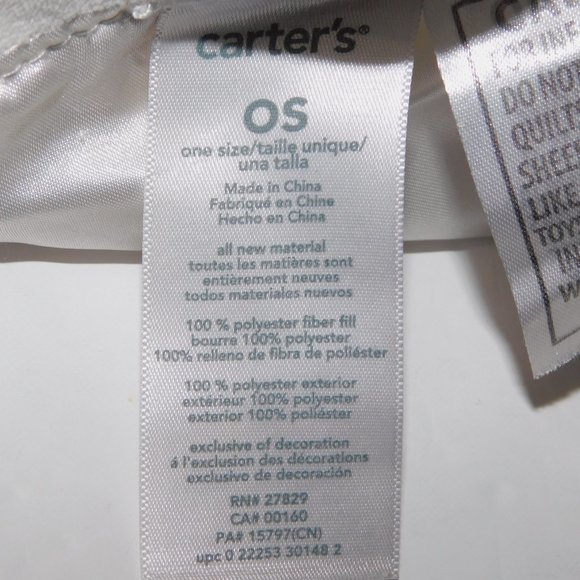 carter's®
OS
one size/taille unique/
una talla
Made in China
Fabriqué en Chine
Hecho en China
all new material
toutes les matières sont
entièrement neuves
todos materiales nuevos
100 % polyester fiber fill
bourre 100% polyester
100% relleno de fibra de poliéster
100 % polyester exterior
extérieur 100% polyester
exterior 100% poliéster
exclusive of decoration
á l'exclusion des décorations
exclusivo de decoración
RN# 27829
CA# 00160
PA# 15797(CN)
upc 0 22253 30148 2
FOR INF
DO NO
QUILT
SHEE
LIKE
TOY
IN
W